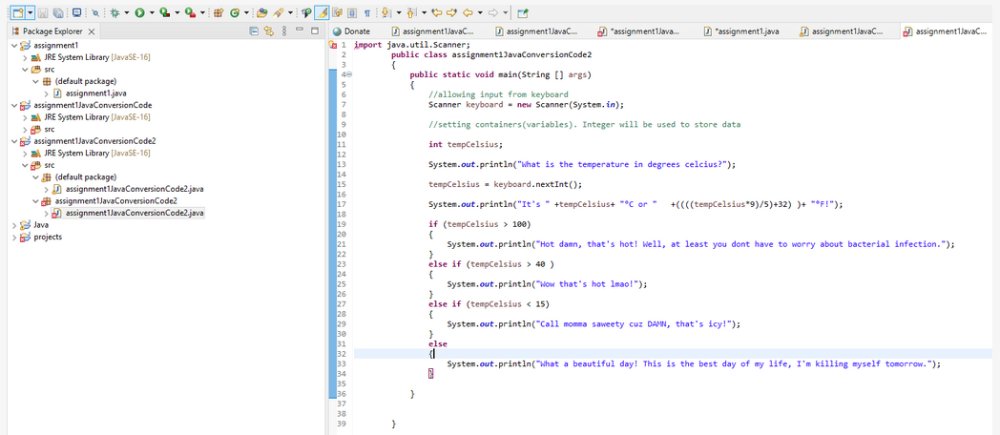 Package Explorer
assignment1
JRE System Library [JavaSE-16]
src
(default package)
assignment1.java
assignment1JavaConversionCode
JRE System Library [JavaSE-16]
src
assignment1JavaConversionCode2
JRE System Library [JavaSE-16]
src
(default package)
assignment1JavaConversionCode2.java
assignment1JavaConversionCode2
assignment1JavaConversionCode2.java
Java
projects
Donate assignment1JavaC... assignment1JavaC... *assignment1Java... *assignment1.java assignment1JavaC... assignment1JavaC...
1 import java.util.Scanner;
2 public class assignment1JavaConversionCode2
3 {
4 public static void main(String [] args)
5 {
6 //allowing input from keyboard
7 Scanner keyboard = new Scanner(System.in);
8
9 //setting containers(variables). Integer will be used to store data
10
11 int tempCelsius;
12
13 System.out.println("What is the temperature in degrees celcius?");
14
15 tempCelsius = keyboard.nextInt();
16
17 System.out.println("It's " +tempCelsius+ "°C or " +((((tempCelsius*9)/5)+32) )+ "°F!");
18
19 if (tempCelsius > 100)
20 {
21 System.out.println("Hot damn, that's hot! Well, at least you dont have to worry about bacterial infection.");
22 }
23 else if (tempCelsius > 40 )
24 {
25 System.out.println("Wow that's hot lmao!");
26 }
27 else if (tempCelsius < 15)
28 {
29 System.out.println("Call momma saweety cuz DAMN, that's icy!");
30 }
31 else
32 {
33 System.out.println("What a beautiful day! This is the best day of my life, I'm killing myself tomorrow.");
34 }
35
36 }
37
38
39 }